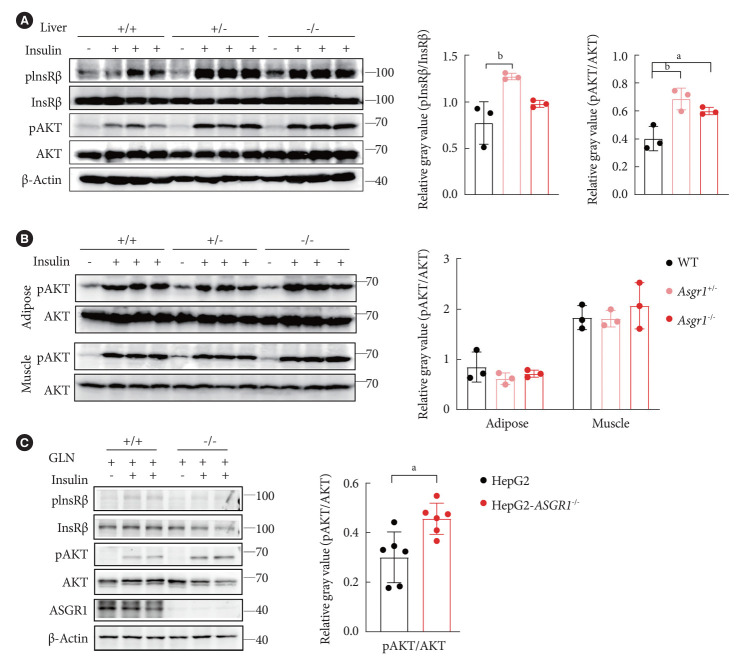 A
Liver +/+ +/- -/-
Insulin - + + + - + + + - + + +
pInsRβ 100
InsRβ 100
pAKT 70
AKT 70
β-Actin 40
Relative gray value (pInsRβ/InsRβ)
1.5
1.0
0.5
0.0
b
Relative gray value (pAKT/AKT)
1.0
0.8
0.6
0.4
0.2
0.0
a
b
B
+/+ +/- -/-
Insulin - + + + - + + + - + + +
Adipose
pAKT 70
AKT 70
Muscle
pAKT 70
AKT 70
Relative gray value (pAKT/AKT)
3
2
1
0
Adipose Muscle
WT
Asgr1+/-
Asgr1-/-
C
+/+ -/-
GLN + + + + + +
Insulin - + + - + +
pInsRβ 100
InsRβ 100
pAKT 70
AKT 70
ASGR1 40
β-Actin 40
Relative gray value (pAKT/AKT)
0.6
0.4
0.2
0.0
a
pAKT/AKT
HepG2
HepG2-ASGR1-/-